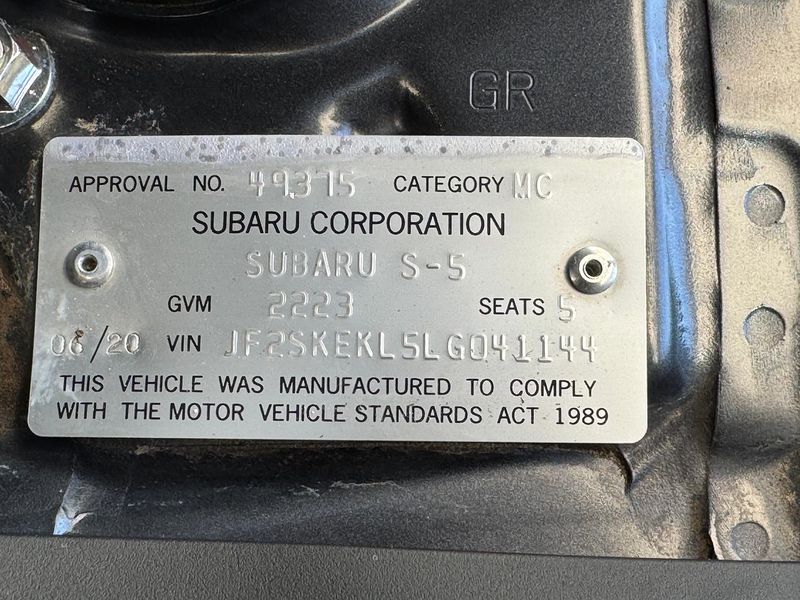 GR
APPROVAL NO. 49375 CATEGORY MC
SUBARU CORPORATION
SUBARU S-5
GVM 2223 SEATS 5
06/20 VIN JF2SKEKL5LG041144
THIS VEHICLE WAS MANUFACTURED TO COMPLY
WITH THE MOTOR VEHICLE STANDARDS ACT 1989